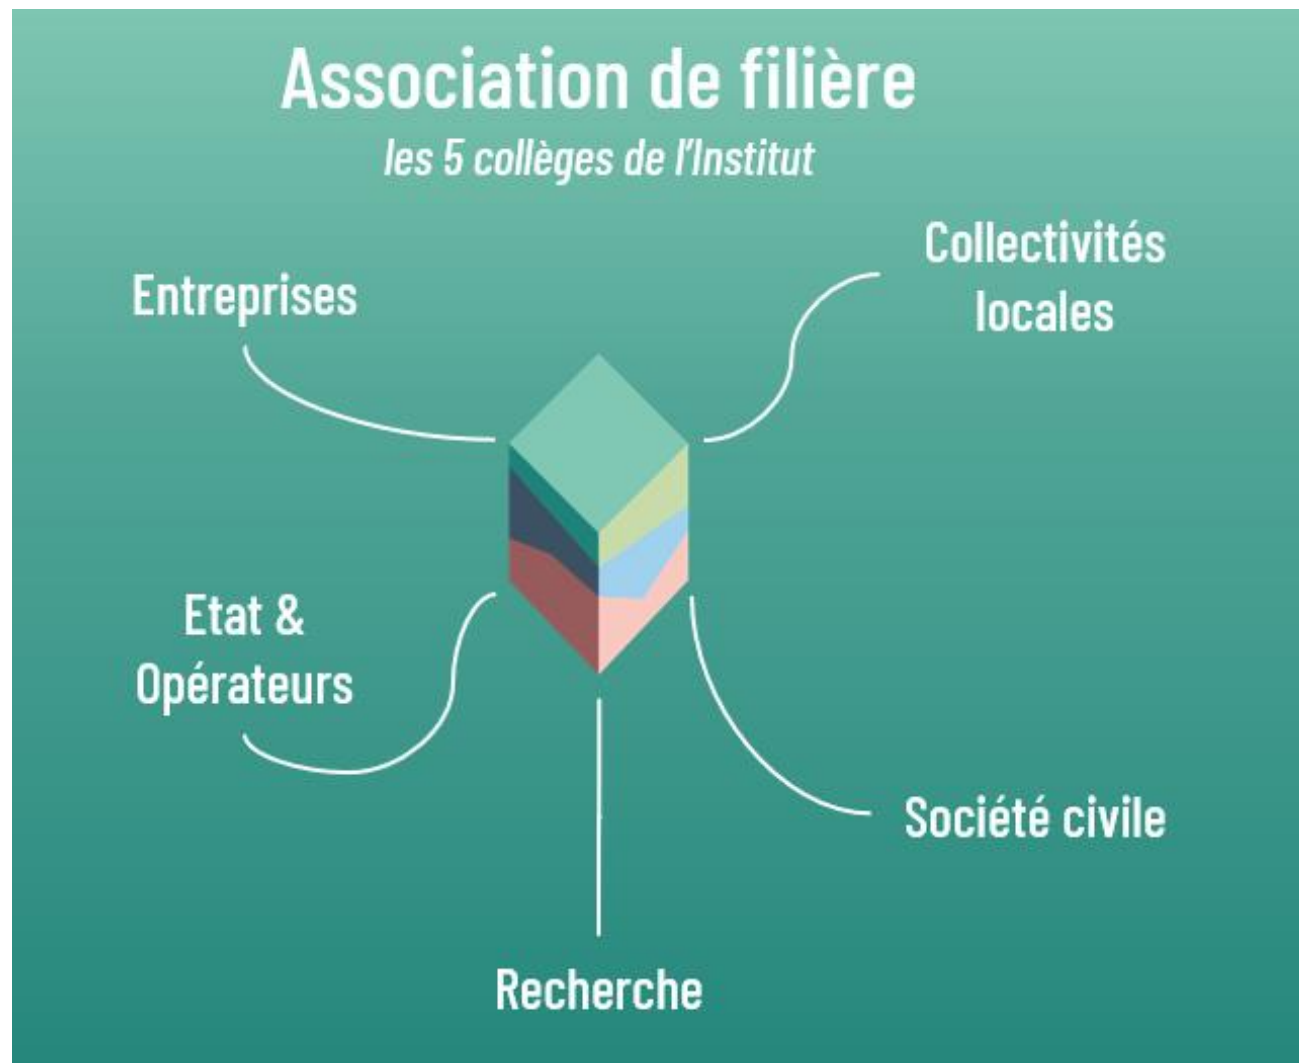 Association de filière
les 5 collèges de l’Institut
Entreprises
Collectivités
locales
Etat &
Opérateurs
Société civile
Recherche